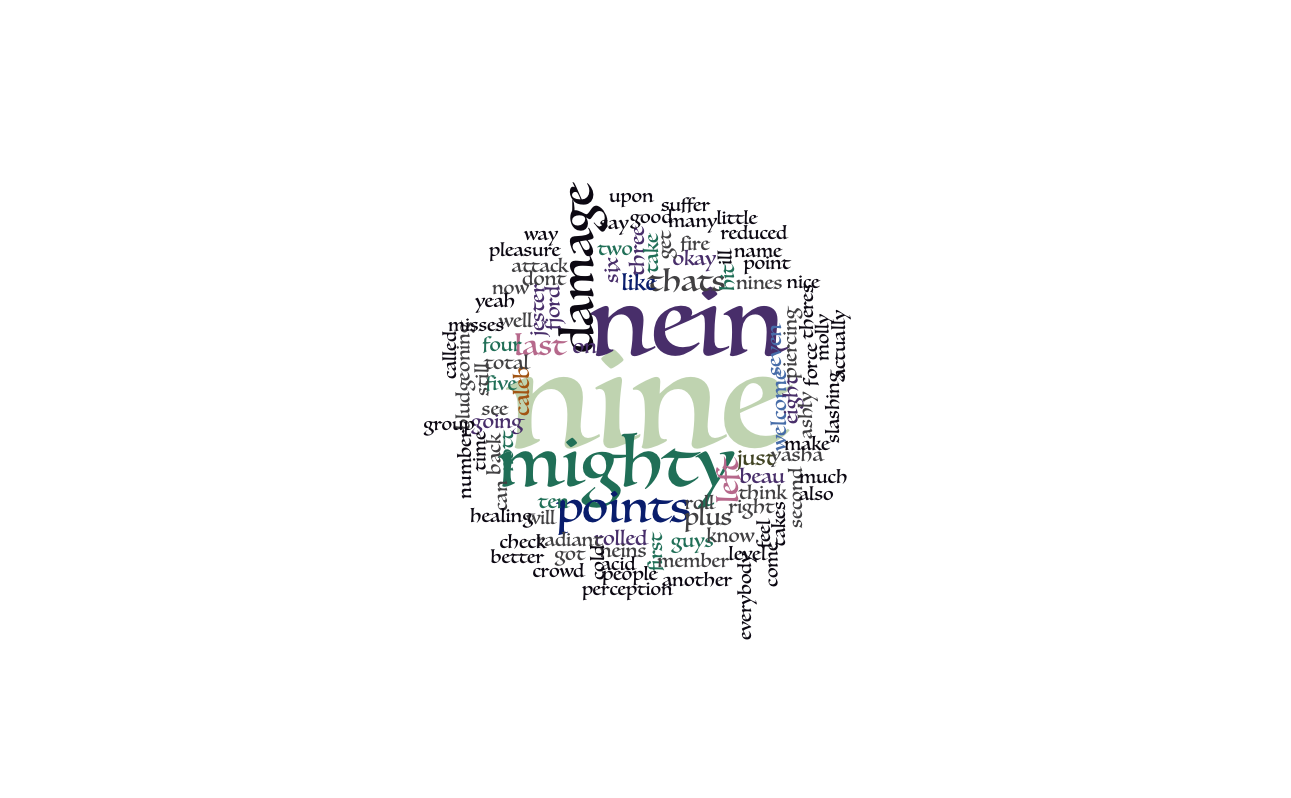 damage
upon
suffer
say
good
many
little
way
two
three
take
get
fire
reduced
pleasure
six
okay
ill
name
attack
dont
like
thats
hit
point
now
jester
fjord
nines
nice
yeah
nein
theres
misses
well
piercing
molly
actually
called
four
last
seven
force
bludgeoning
total
still
five
caleb
nine
welcome
eight
ashly
slashing
see
group
going
number
time
back
nott
mighty
make
just
yasha
can
left
beau
much
think
also
second
ten
points
roll
right
healing
will
plus
takes
check
radiant
rolled
first
guys
know
feel
better
got
neins
level
come
crowd
cold
acid
people
member
another
perception
everybody